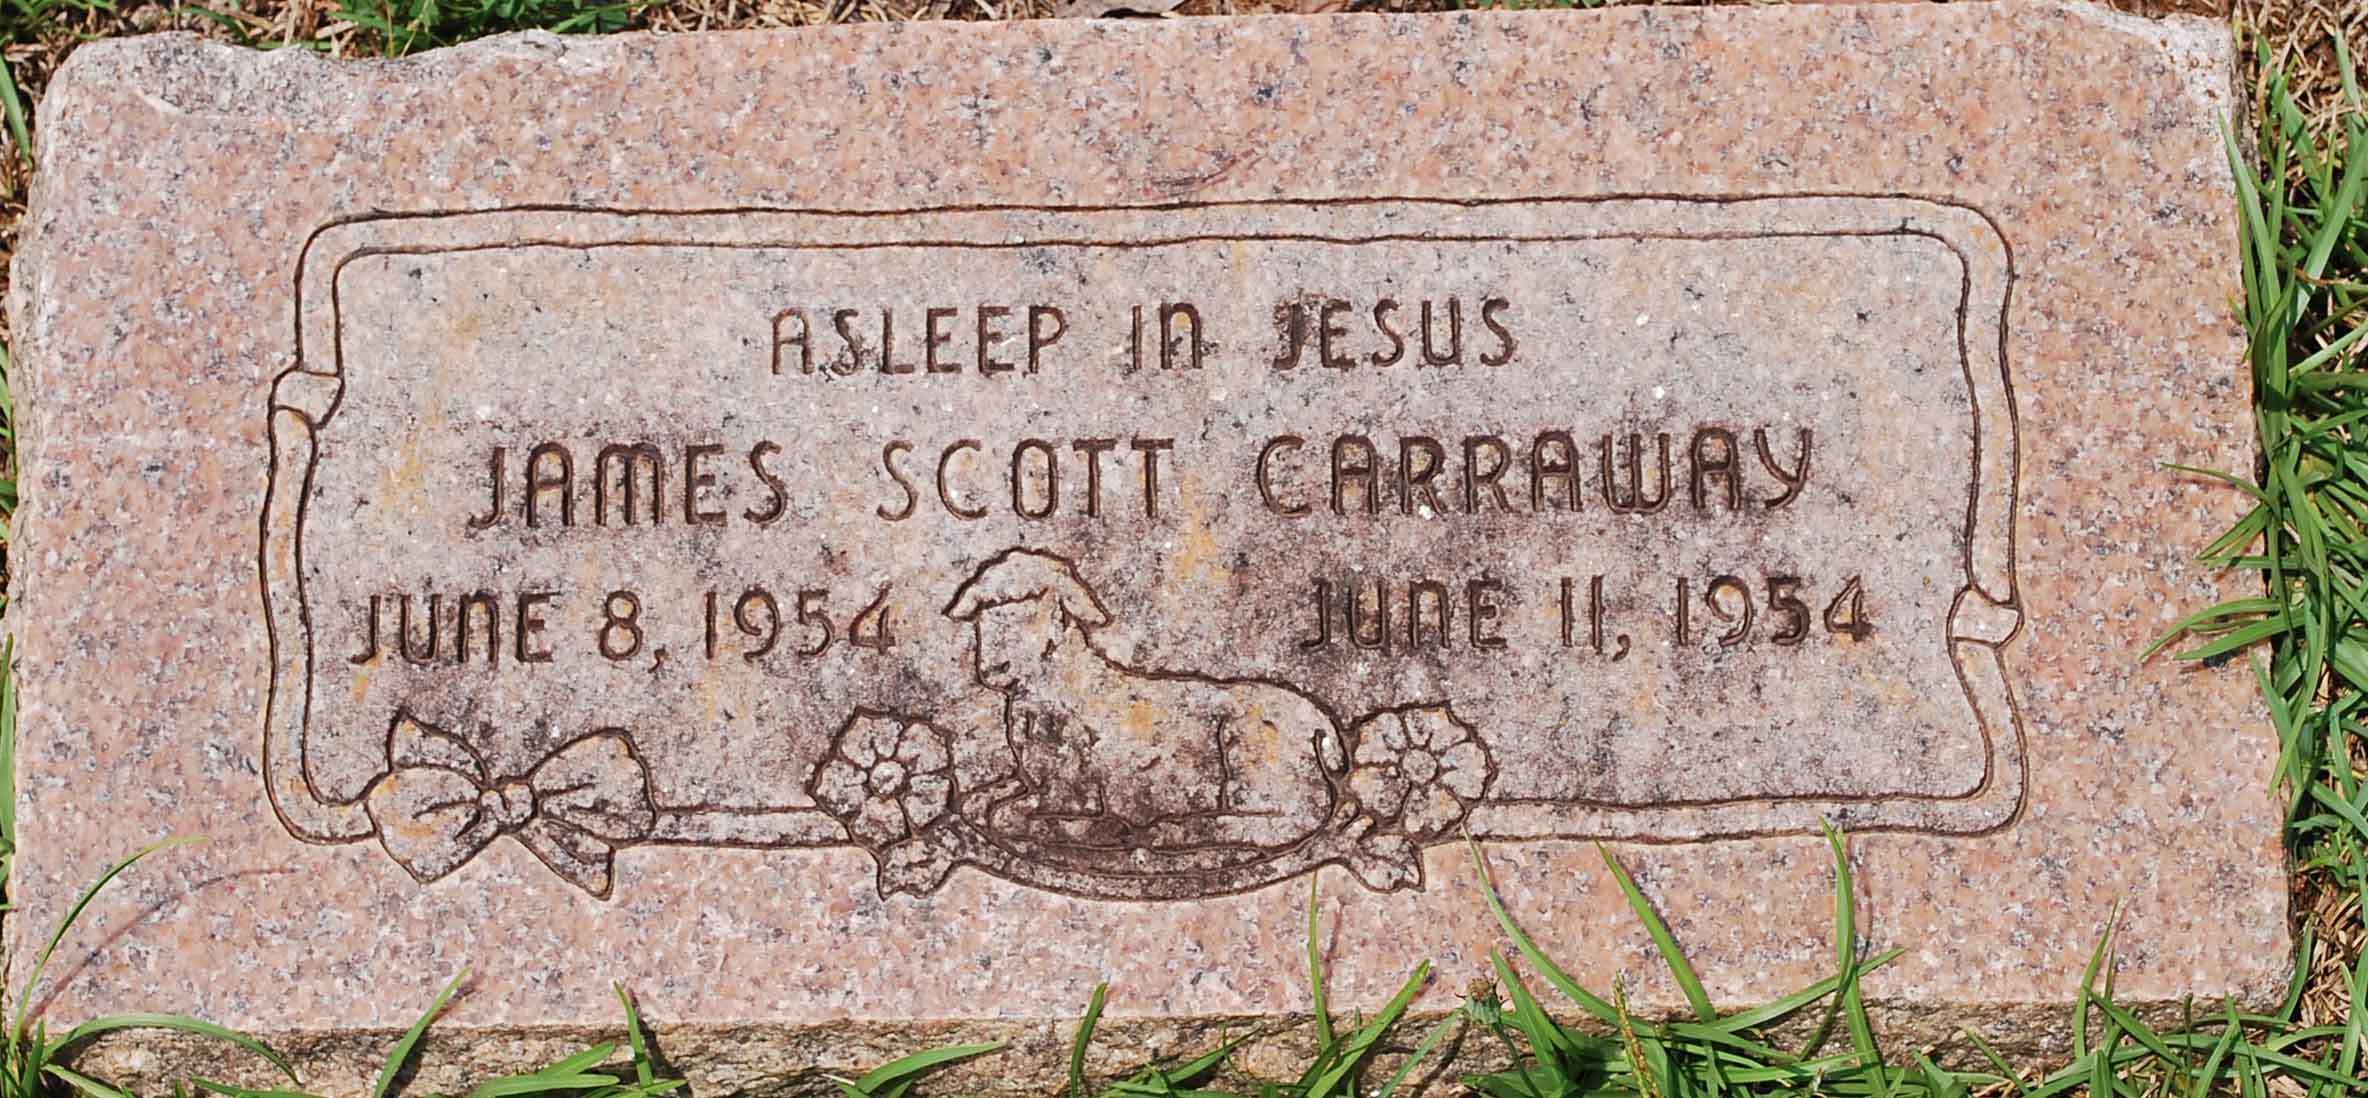 ASLEEP IN JESUS
JAMES SCOTT CARRAWAY
JUNE 8, 1954 JUNE 11, 1954